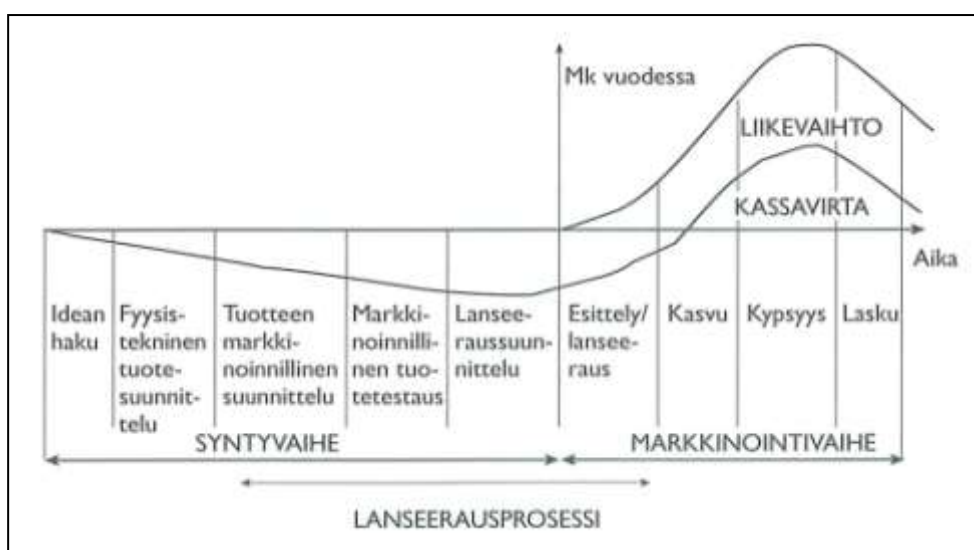 Mk vuodessa
LIIKEVAIHTO
KASSAVIRTA
Aika
Idean
haku
Fyysis-
tekninen
tuote-
suunnit-
telu
Tuotteen
markki-
noinnillinen
suunnittelu
Markki-
noinnilli-
nen tuo-
tetestaus
Lansee-
raussuun-
nittelu
Esittely/
lansee-
raus
Kasvu
Kypsyys
Lasku
SYNTYVAIHE
MARKKINOINTIVAIHE
LANSEERAUSPROSESSI